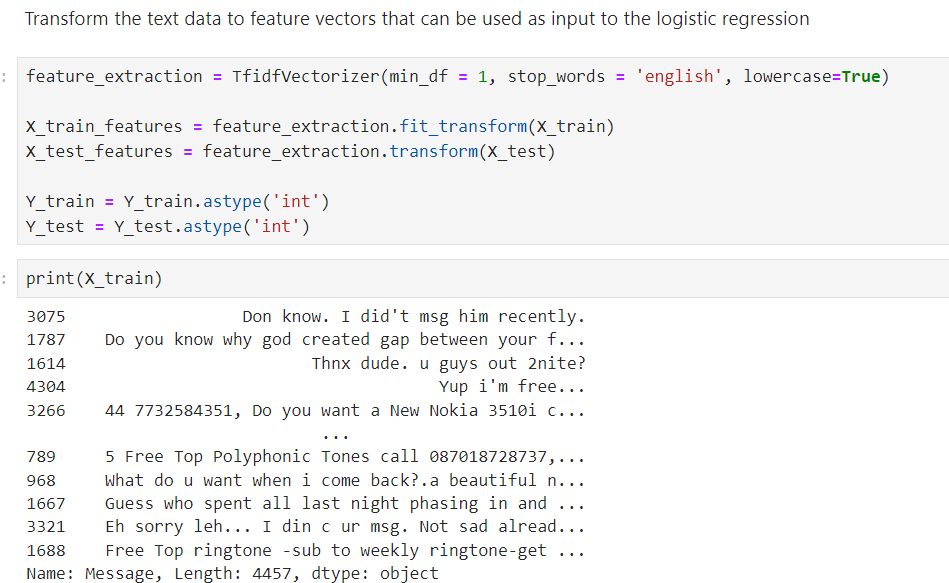 Transform the text data to feature vectors that can be used as input to the logistic regression
: feature_extraction = TfidfVectorizer(min_df = 1, stop_words = 'english', lowercase=True)
X_train_features = feature_extraction.fit_transform(X_train)
X_test_features = feature_extraction.transform(X_test)
Y_train = Y_train.astype('int')
Y_test = Y_test.astype('int')
: print(X_train)
3075 Don know. I did't msg him recently.
1787 Do you know why god created gap between your f...
1614 Thnx dude. u guys out 2nite?
4304 Yup i'm free...
3266 44 7732584351, Do you want a New Nokia 3510i c...
...
789 5 Free Top Polyphonic Tones call 087018728737,...
968 What do u want when i come back?.a beautiful n...
1667 Guess who spent all last night phasing in and ...
3321 Eh sorry leh... I din c ur msg. Not sad alread...
1688 Free Top ringtone -sub to weekly ringtone-get ...
Name: Message, Length: 4457, dtype: object